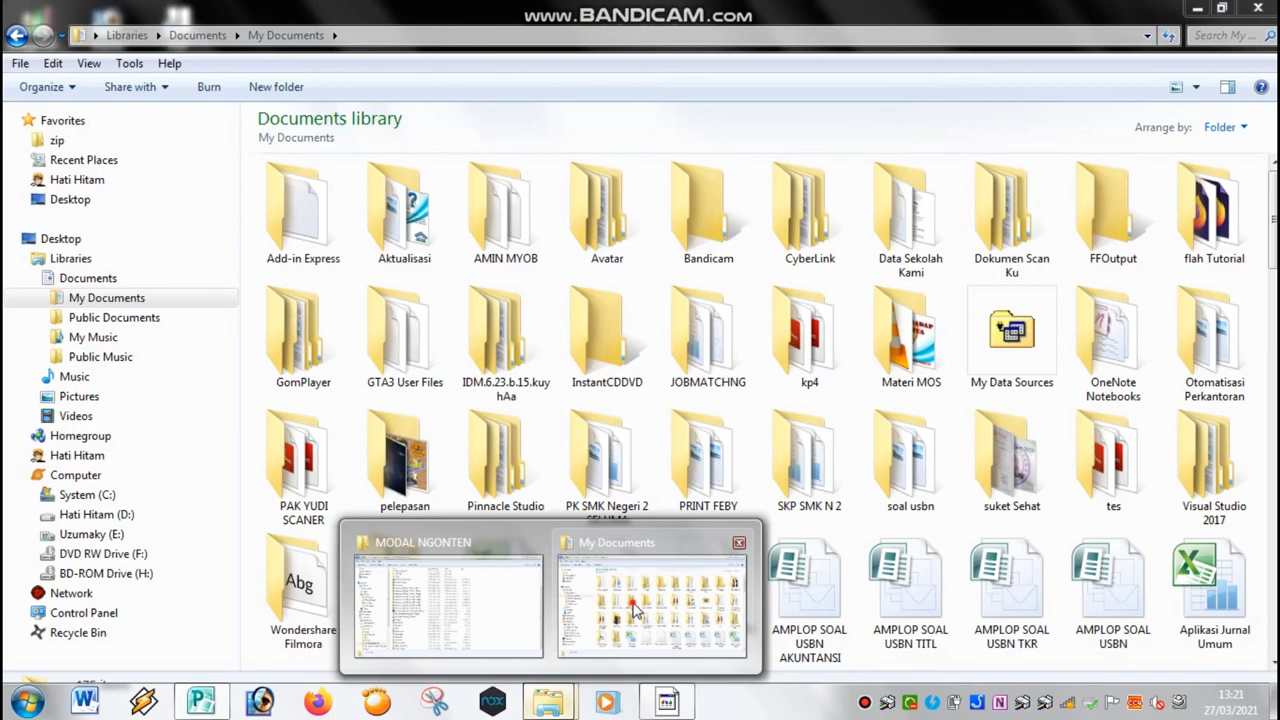 www.BANDICAM.com
Libraries
Documents
My Documents
Search My ...
File Edit View Tools Help
Organize Share with Burn New folder
Favorites
zip
Recent Places
Hati Hitam
Desktop
Desktop
Libraries
Documents
My Documents
Public Documents
My Music
Public Music
Music
Pictures
Videos
Homegroup
Hati Hitam
Computer
System (C:)
Hati Hitam (D:)
Uzumaky (E:)
DVD RW Drive (F:)
BD-ROM Drive (H:)
Network
Control Panel
Recycle Bin
Documents library
My Documents
Arrange by: Folder
Add-in Express
Aktualisasi
AMIN MYOB
Avatar
Bandicam
CyberLink
Data Sekolah
Kami
Dokumen Scan
Ku
FFOutput
flah Tutorial
GomPlayer
GTA3 User Files
IDM.6.23.b.15.kuy
hAa
InstantCDDVD
JOBMATCHNG
kp4
Materi MOS
My Data Sources
OneNote
Notebooks
Otomatisasi
Perkantoran
PAK YUDI
SCANER
pelepasan
Pinnacle Studio
PK SMK Negeri 2
PRINT FEBY
SKP SMK N 2
soal usbn
suket Sehat
tes
Visual Studio
2017
Abg
Wondershare
Filmora
MODAL NGONTEN
My Documents
AMPLOP SOAL
USBN
AKUNTANSI
AMPLOP SOAL
USBN TITL
AMPLOP SOAL
USBN TKR
AMPLOP SOAL
USBN
Aplikasi Jurnal
Umum
nox
13:21
27/03/2021